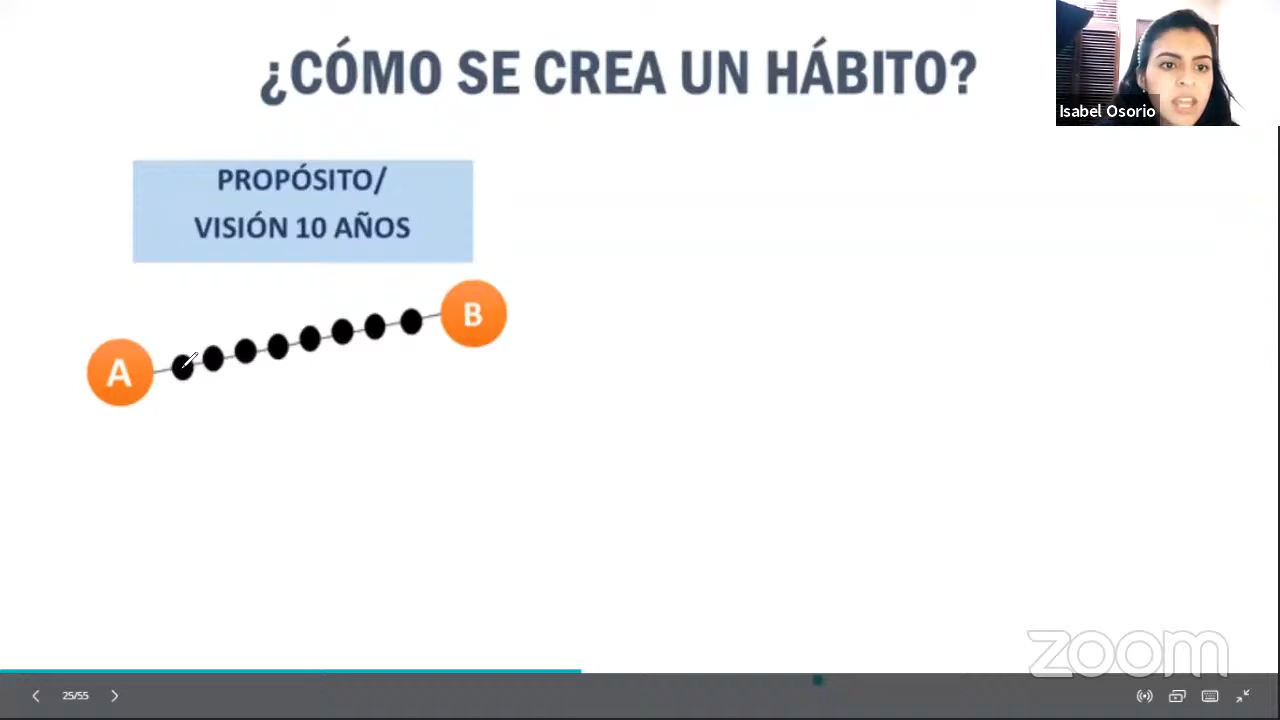 ¿CÓMO SE CREA UN HÁBITO?
Isabel Osorio
PROPÓSITO/
VISIÓN 10 AÑOS
A
B
zoom
25/55